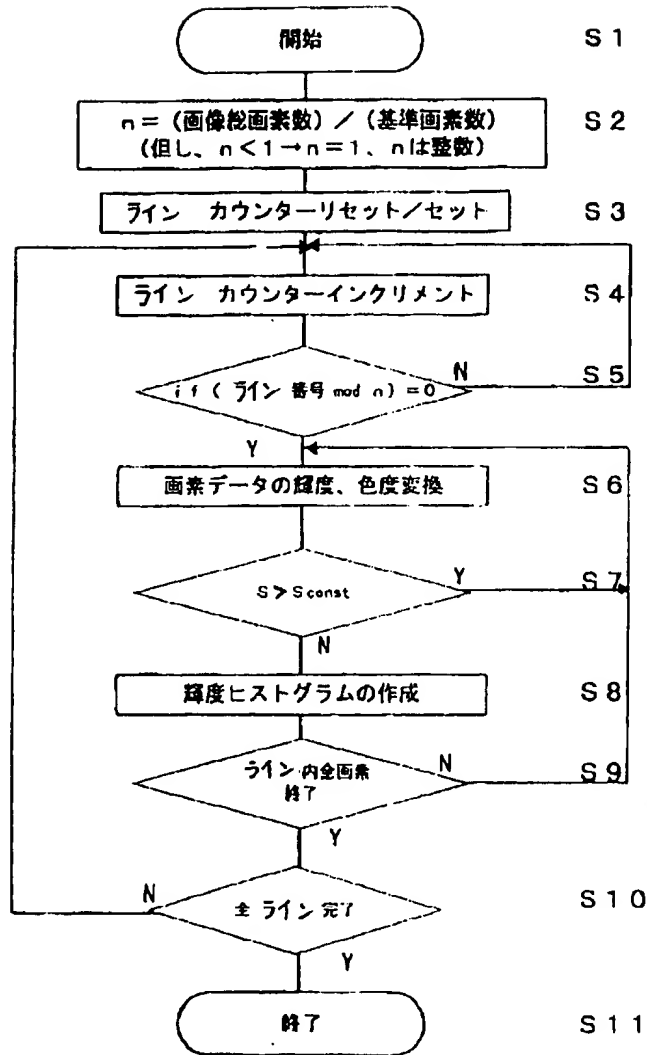 開始
S1
n=(画像総画素数)/(基準画素数)
(但し、n<1→n=1、nは整数)
S2
ライン カウンターリセット/セット
S3
ライン カウンターインクリメント
S4
if(ライン番号 mod n)=0
N
S5
Y
画素データの輝度、色度変換
S6
S>Sconst
Y
S7
N
輝度ヒストグラムの作成
S8
ライン内全画素
終了
N
S9
Y
N
全ライン完了
S10
Y
終了
S11